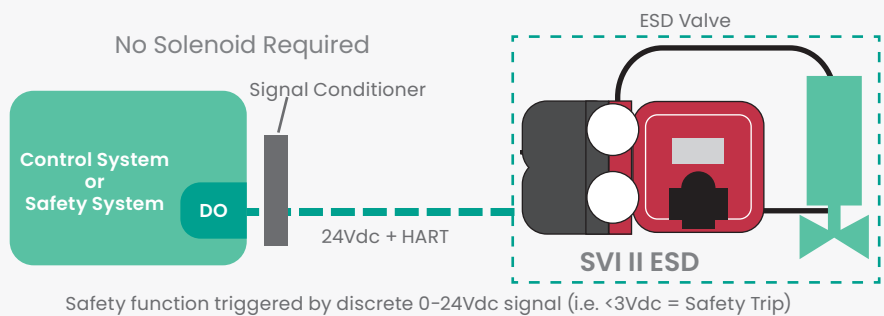 ESD Valve
No Solenoid Required
Signal Conditioner
Control System
or
Safety System
DO
24Vdc + HART
SVI II ESD
Safety function triggered by discrete 0-24Vdc signal (i.e. <3Vdc = Safety Trip)